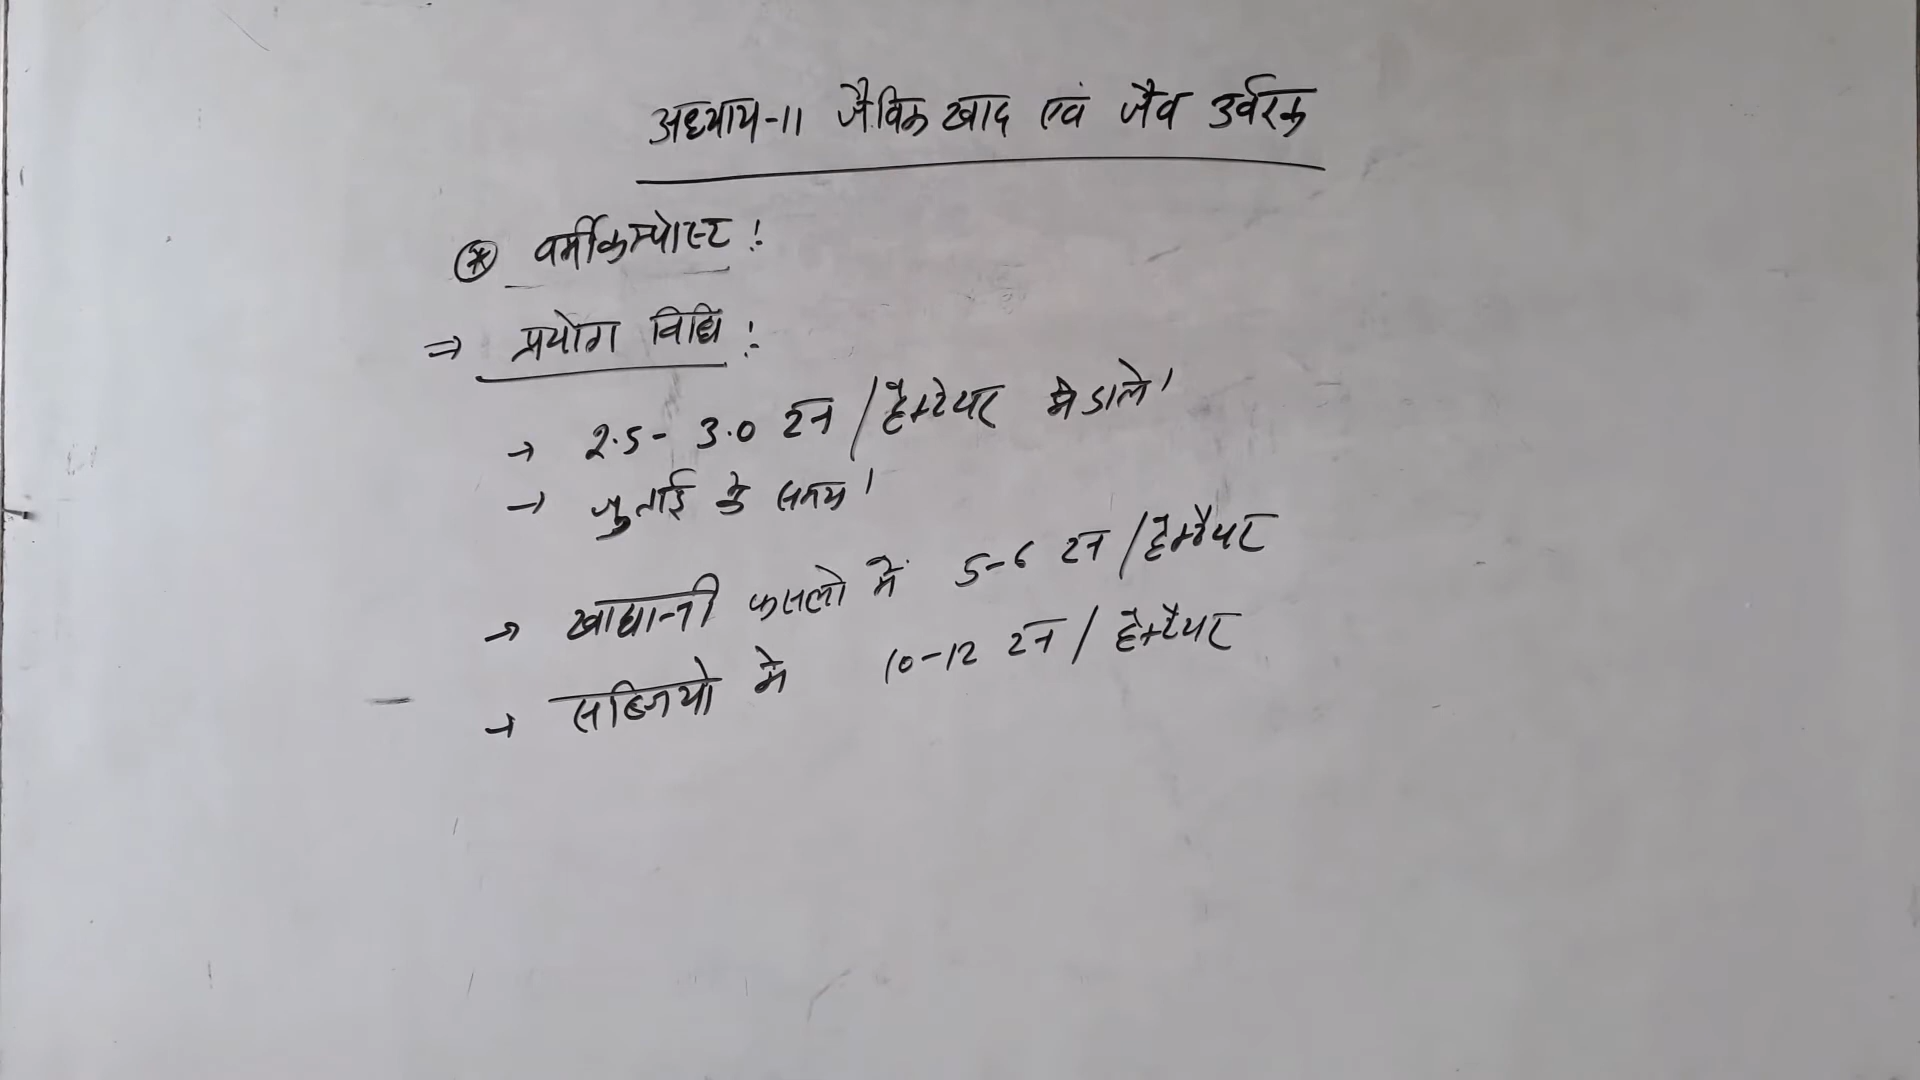 अध्याय-11 जैविक खाद एवं जैव उर्वरक
* वर्मीकम्पोस्ट :-
⇒ प्रयोग विधि :-
→ 2.5 - 3.0 टन / हैक्टेयर मे डाले।
→ जुताई के समय।
→ खाद्यान्नी फसलो में 5-6 टन / हैक्टेयर
→ सब्जियो मे 10-12 टन / हैक्टेयर